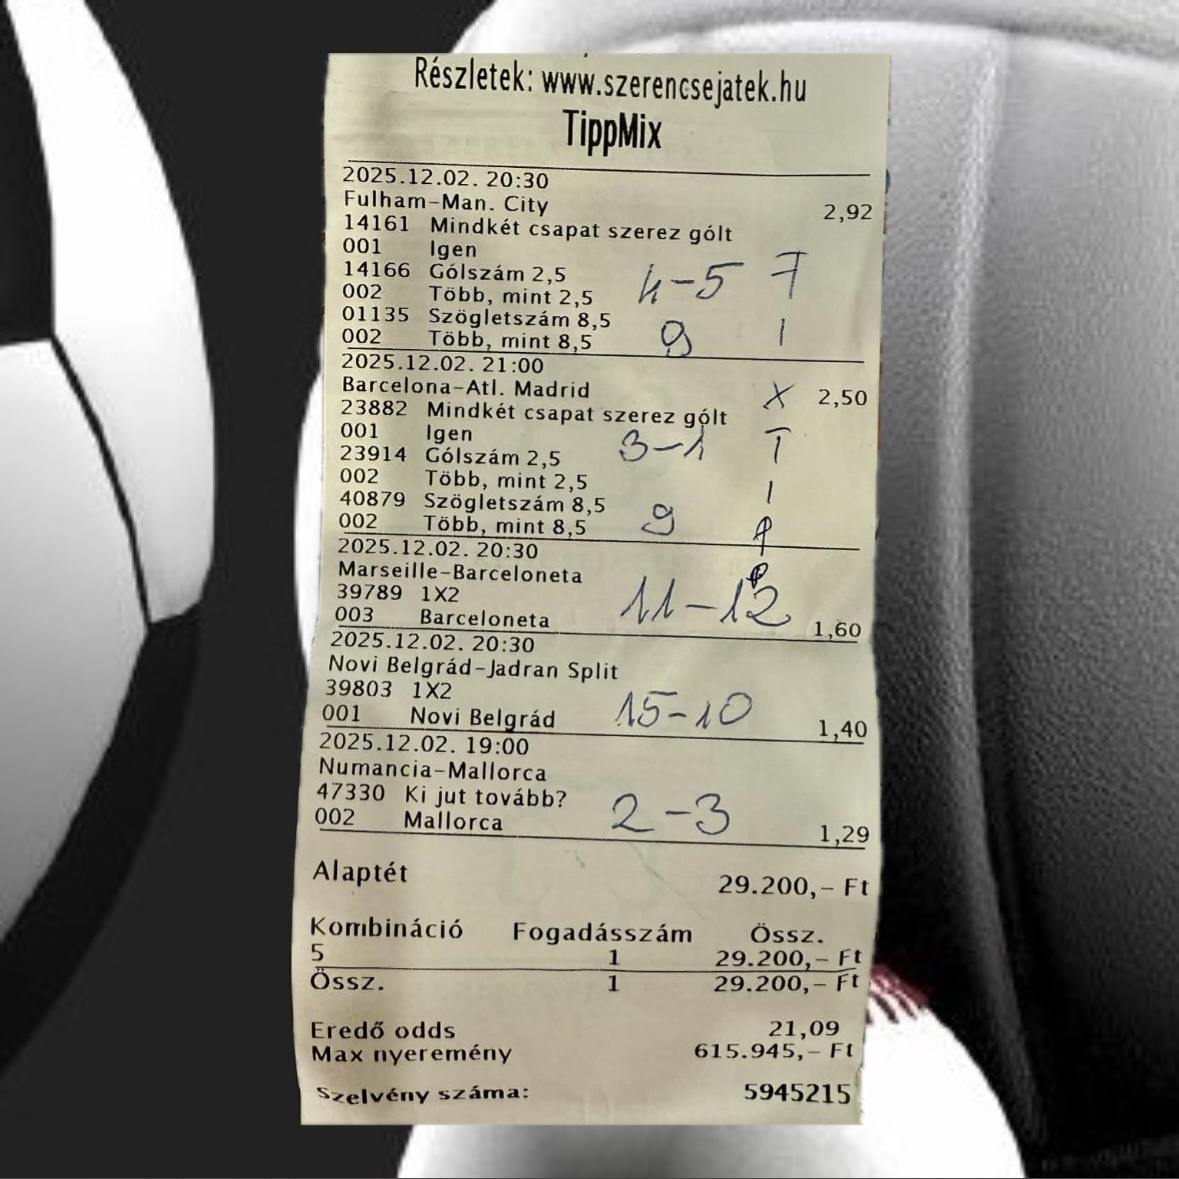 Részletek: www.szerencsejatek.hu
TippMix
2025.12.02. 20:30
Fulham-Man. City 2,92
14161 Mindkét csapat szerez gólt
001 Igen
14166 Gólszám 2,5 4-5 7
002 Több, mint 2,5
01135 Szögletszám 8,5 9 1
002 Több, mint 8,5
2025.12.02. 21:00
Barcelona-Atl. Madrid X 2,50
23882 Mindkét csapat szerez gólt
001 Igen 3-1
23914 Gólszám 2,5
002 Több, mint 2,5
40879 Szögletszám 8,5
002 Több, mint 8,5 9
2025.12.02. 20:30
Marseille-Barceloneta
39789 1X2 11-12
003 Barceloneta 1,60
2025.12.02. 20:30
Novi Belgrád-Jadran Split
39803 1X2
001 Novi Belgrád 15-10 1,40
2025.12.02. 19:00
Numancia-Mallorca
47330 Ki jut tovább?
002 Mallorca 2-3 1,29
Alaptét 29.200,- Ft
Kombináció Fogadásszám Össz.
5 1 29.200,- Ft
Össz. 1 29.200,- Ft
Eredő odds 21,09
Max nyeremény 615.945,- Ft
Szelvény száma: 5945215